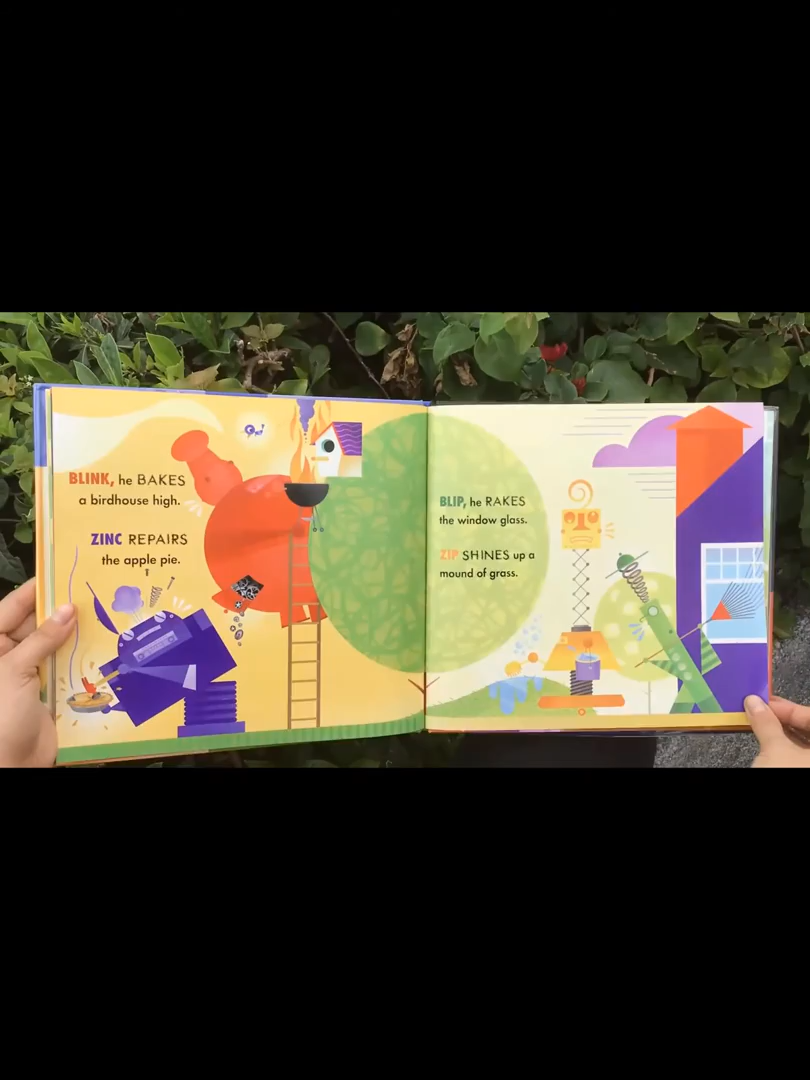 BLINK, he BAKES
a birdhouse high.
ZINC REPAIRS
the apple pie.
BLIP, he RAKES
the window glass.
ZIP SHINES up a
mound of grass.